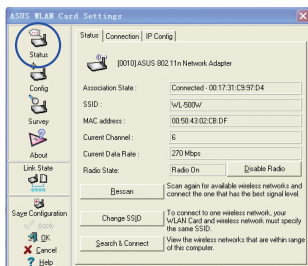 ASUS WLAN Card Settings
Status
Config
Survey
About
Link State
Save Configuration
Apply
OK
Cancel
Help
Status
Connection
IP Config
[0010]ASUS 802.11n Network Adapter
Association State :
Connected - 00:17:31:C9:97:D4
SSID :
WL-500W
MAC address :
00:50:43:02:CB:DF
Current Channel :
6
Current Data Rate :
270 Mbps
Radio State:
Radio On
Disable Radio
Rescan
Scan again for available wireless networks and
connect the one that has the best signal level.
Change SSID
To connect to one wireless network, your
WLAN Card and wireless network must specify
the same SSID.
Search & Connect
View the wireless networks that are within range
of this computer.